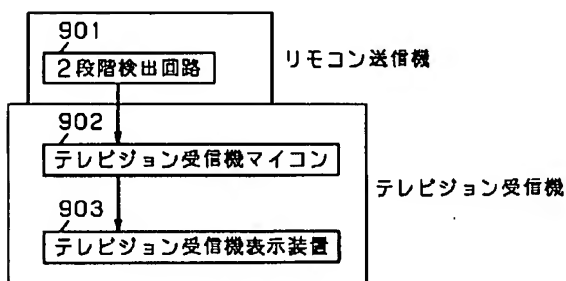 901
2段階検出回路
リモコン送信機
902
テレビジョン受信機マイコン
テレビジョン受信機
903
テレビジョン受信機表示装置